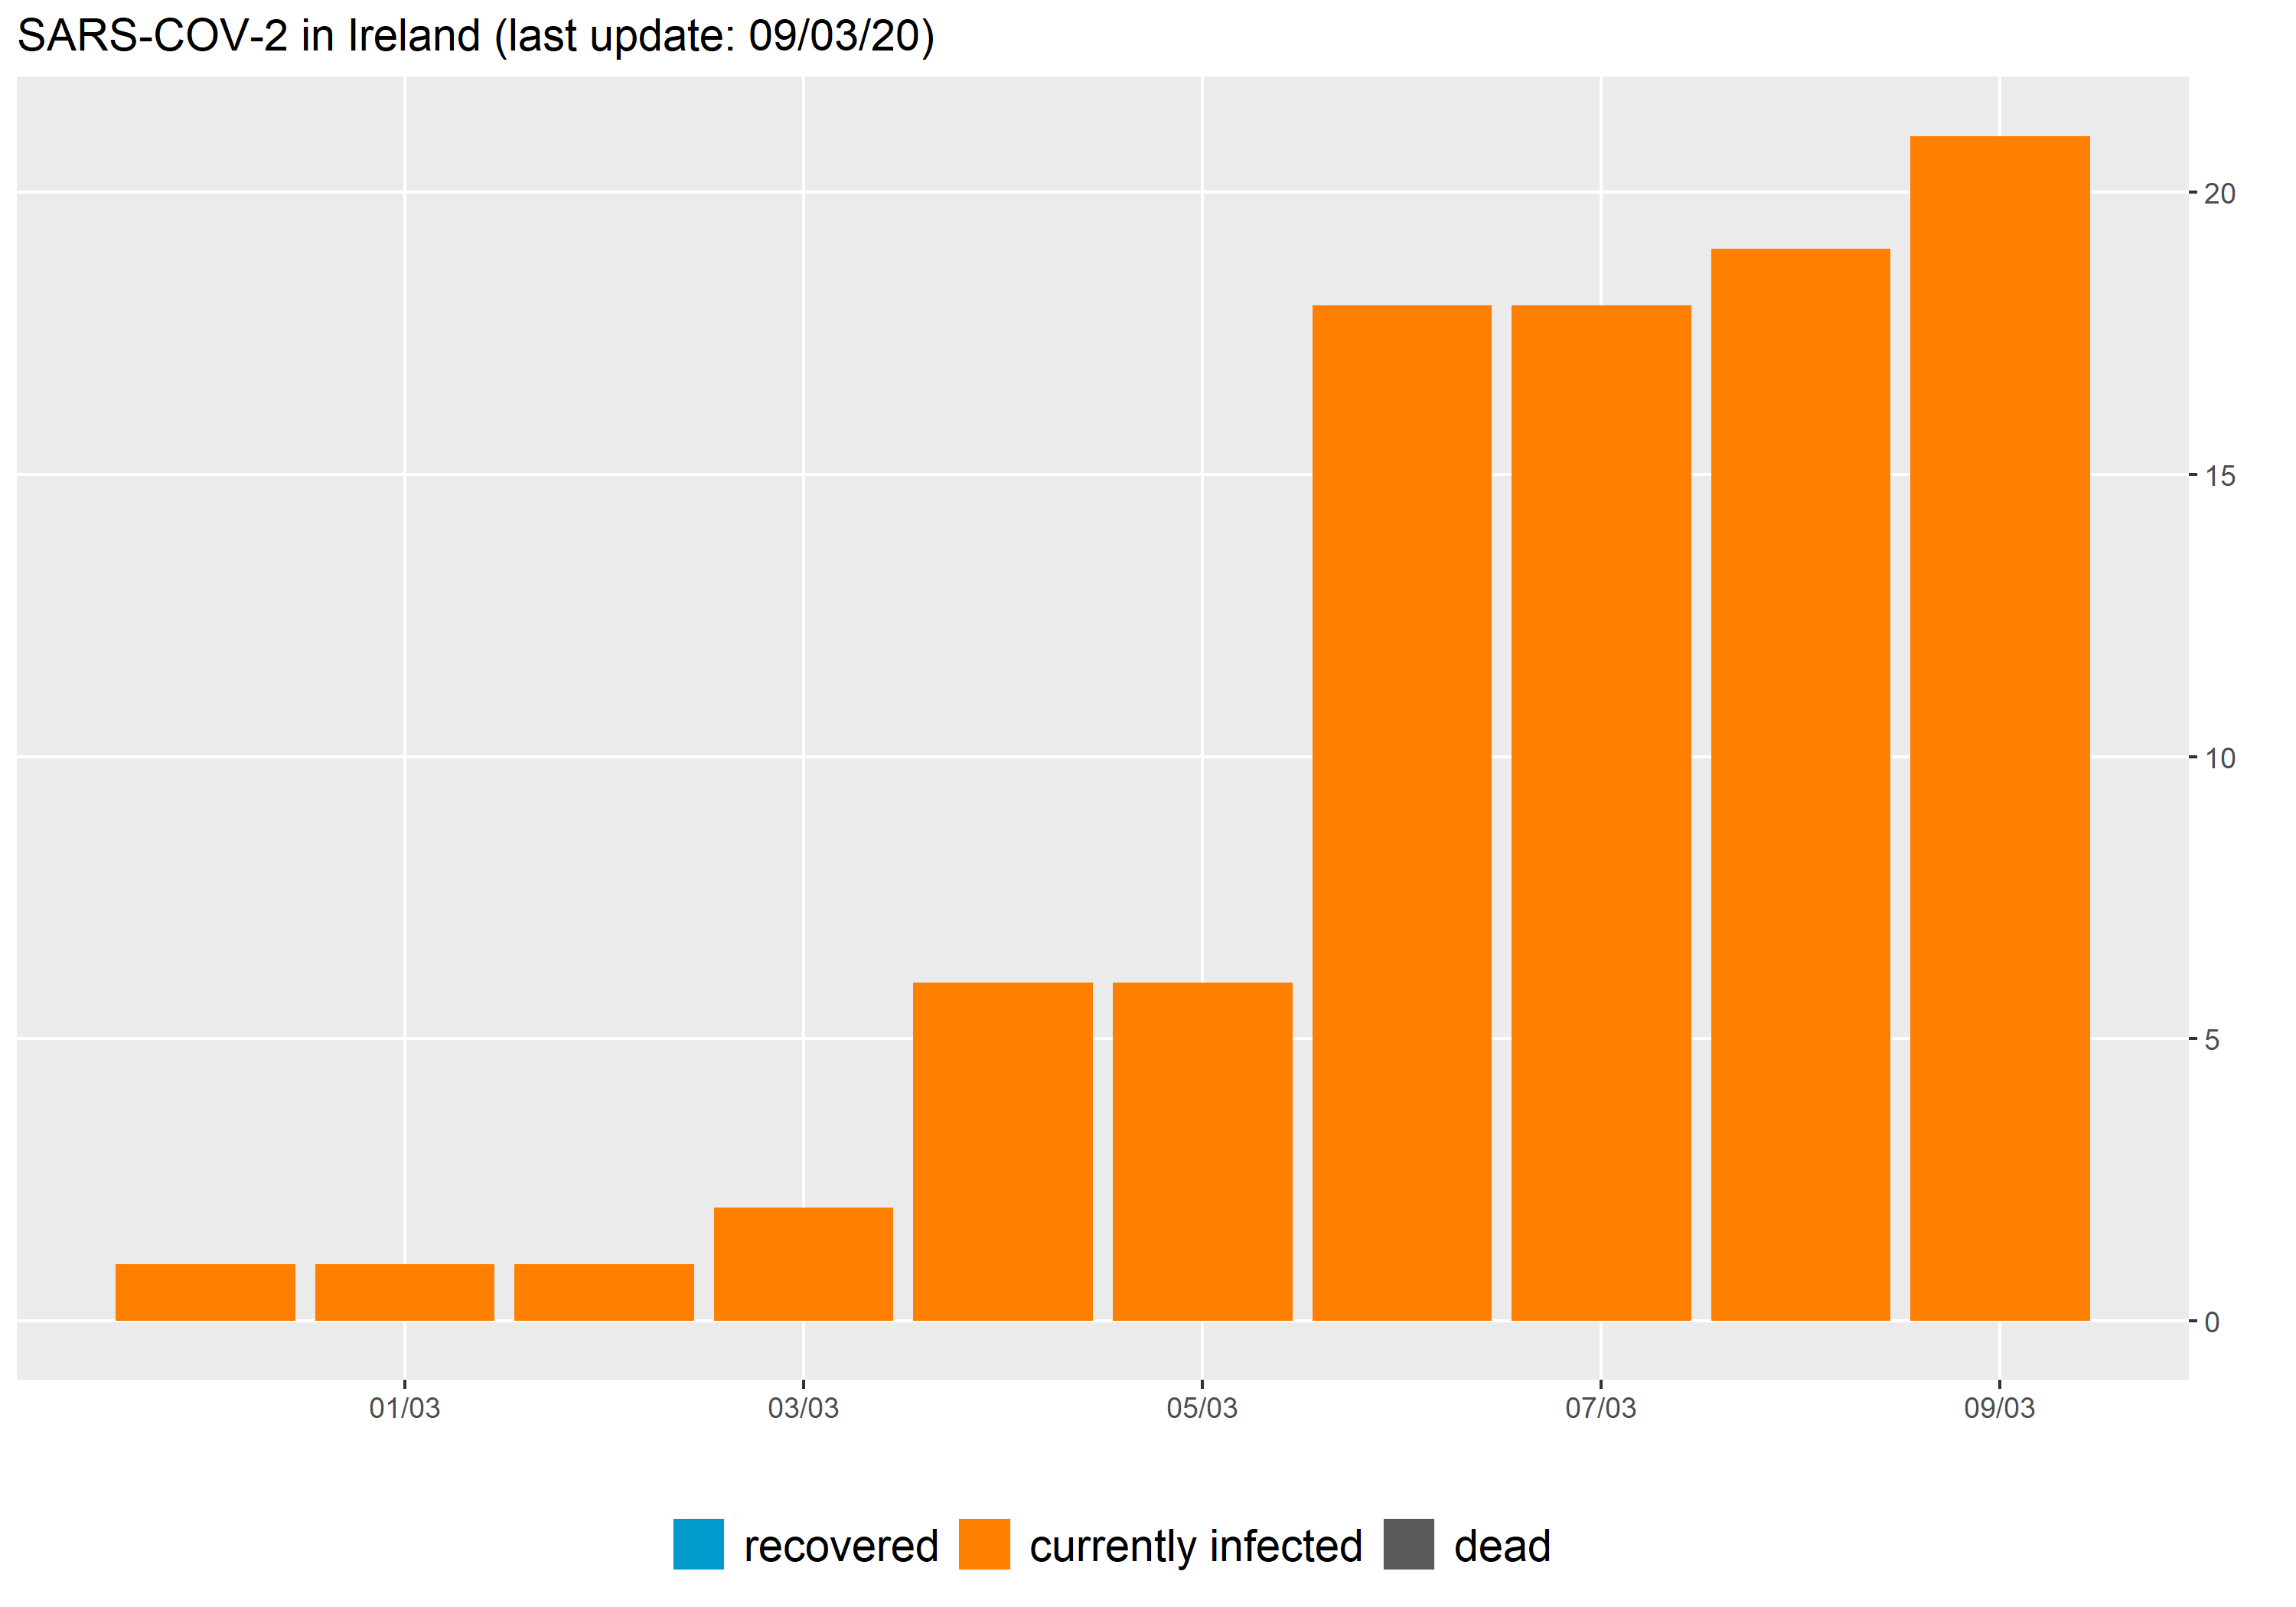 SARS-COV-2 in Ireland (last update: 09/03/20)
20
15
10
5
0
01/03 03/03 05/03 07/03 09/03
recovered currently infected dead